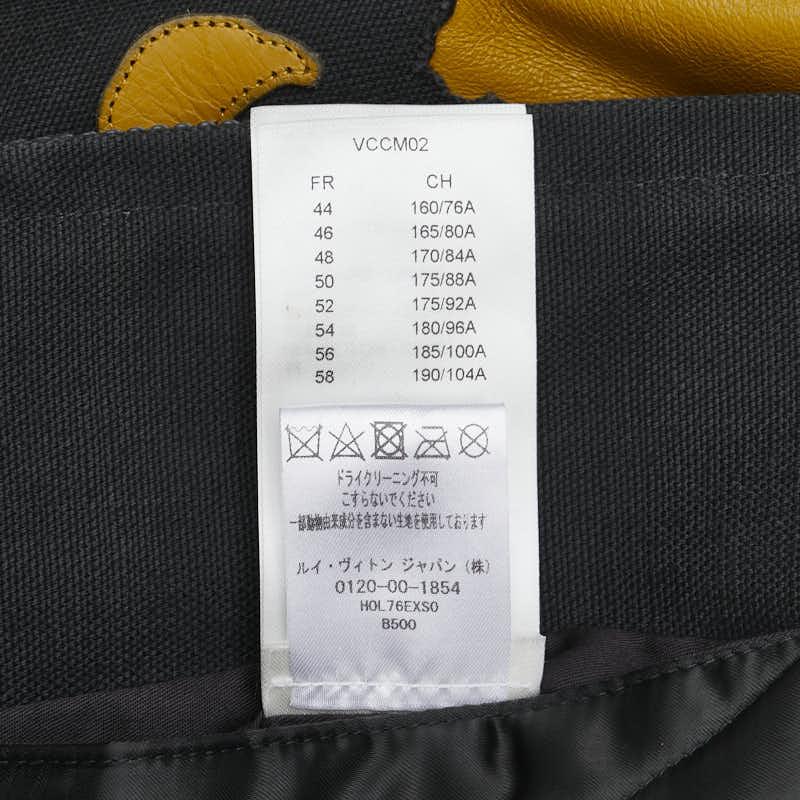 VCCM02
FR CH
44 160/76A
46 165/80A
48 170/84A
50 175/88A
52 175/92A
54 180/96A
56 185/100A
58 190/104A
ドライクリーニング不可
こすらないでください
一部動物由来成分を含まない生地を使用しております
ルイ・ヴィトン ジャパン (株)
0120-00-1854
HOL76EXSO
B500